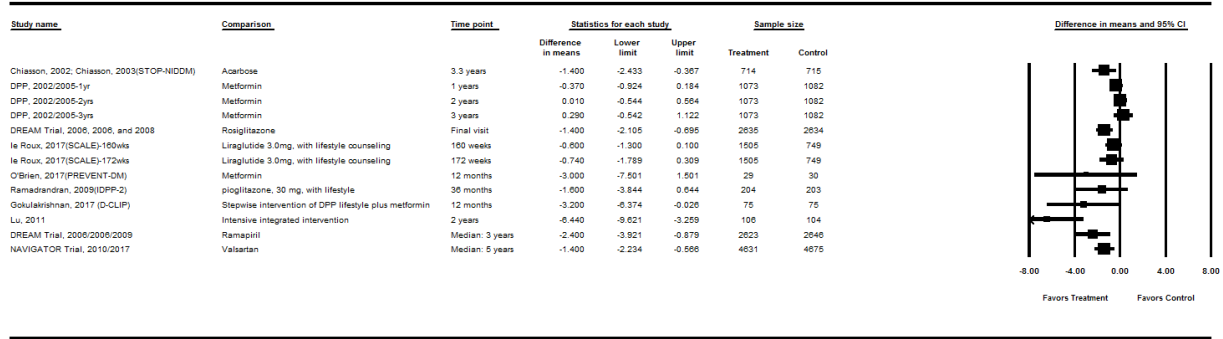 Study name Comparison Time point Statistics for each study Sample size Difference in means and 95% CI
Difference in means Lower limit Upper limit Treatment Control
Chiasson, 2002; Chiasson, 2003(STOP-NIDDM) Acarbose 3.3 years -1.400 -2.433 -0.367 714 715
DPP, 2002/2005-1yr Metformin 1 years -0.370 -0.924 0.184 1073 1082
DPP, 2002/2005-2yrs Metformin 2 years 0.010 -0.544 0.564 1073 1082
DPP, 2002/2005-3yrs Metformin 3 years 0.290 -0.542 1.122 1073 1082
DREAM Trial, 2006, 2006, and 2008 Rosiglitazone Final visit -1.400 -2.105 -0.695 2635 2634
le Roux, 2017(SCALE)-160wks Liraglutide 3.0mg, with lifestyle counseling 160 weeks -0.600 -1.300 0.100 1505 749
le Roux, 2017(SCALE)-172wks Liraglutide 3.0mg, with lifestyle counseling 172 weeks -0.740 -1.789 0.309 1505 749
O'Brien, 2017(PREVENT-DM) Metformin 12 months -3.000 -7.501 1.501 29 30
Ramadrandran, 2009(IDPP-2) pioglitazone, 30 mg, with lifestyle 36 months -1.600 -3.844 0.644 204 203
Gokulakrishnan, 2017 (D-CLIP) Stepwise intervention of DPP lifestyle plus metformin 12 months -3.200 -6.374 -0.026 75 75
Lu, 2011 Intensive integrated intervention 2 years -6.440 -9.621 -3.259 106 104
DREAM Trial, 2006/2006/2009 Ramapiril Median: 3 years -2.400 -3.921 -0.879 2623 2646
NAVIGATOR Trial, 2010/2017 Valsartan Median: 5 years -1.400 -2.234 -0.566 4631 4675
-8.00 -4.00 0.00 4.00 8.00
Favors Treatment Favors Control